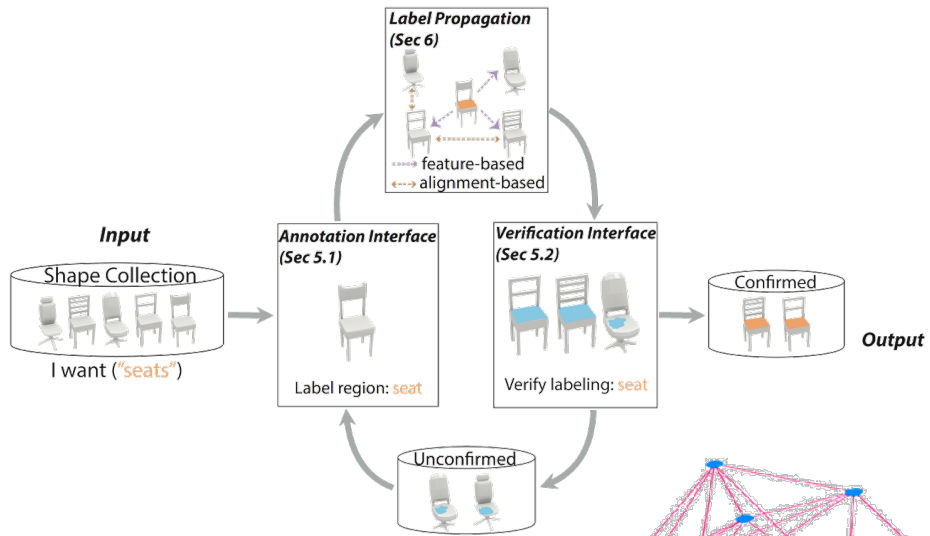 Label Propagation
(Sec 6)
feature-based
alignment-based
Input
Shape Collection
I want ("seats")
Annotation Interface
(Sec 5.1)
Label region: seat
Verification Interface
(Sec 5.2)
Verify labeling: seat
Confirmed
Output
Unconfirmed